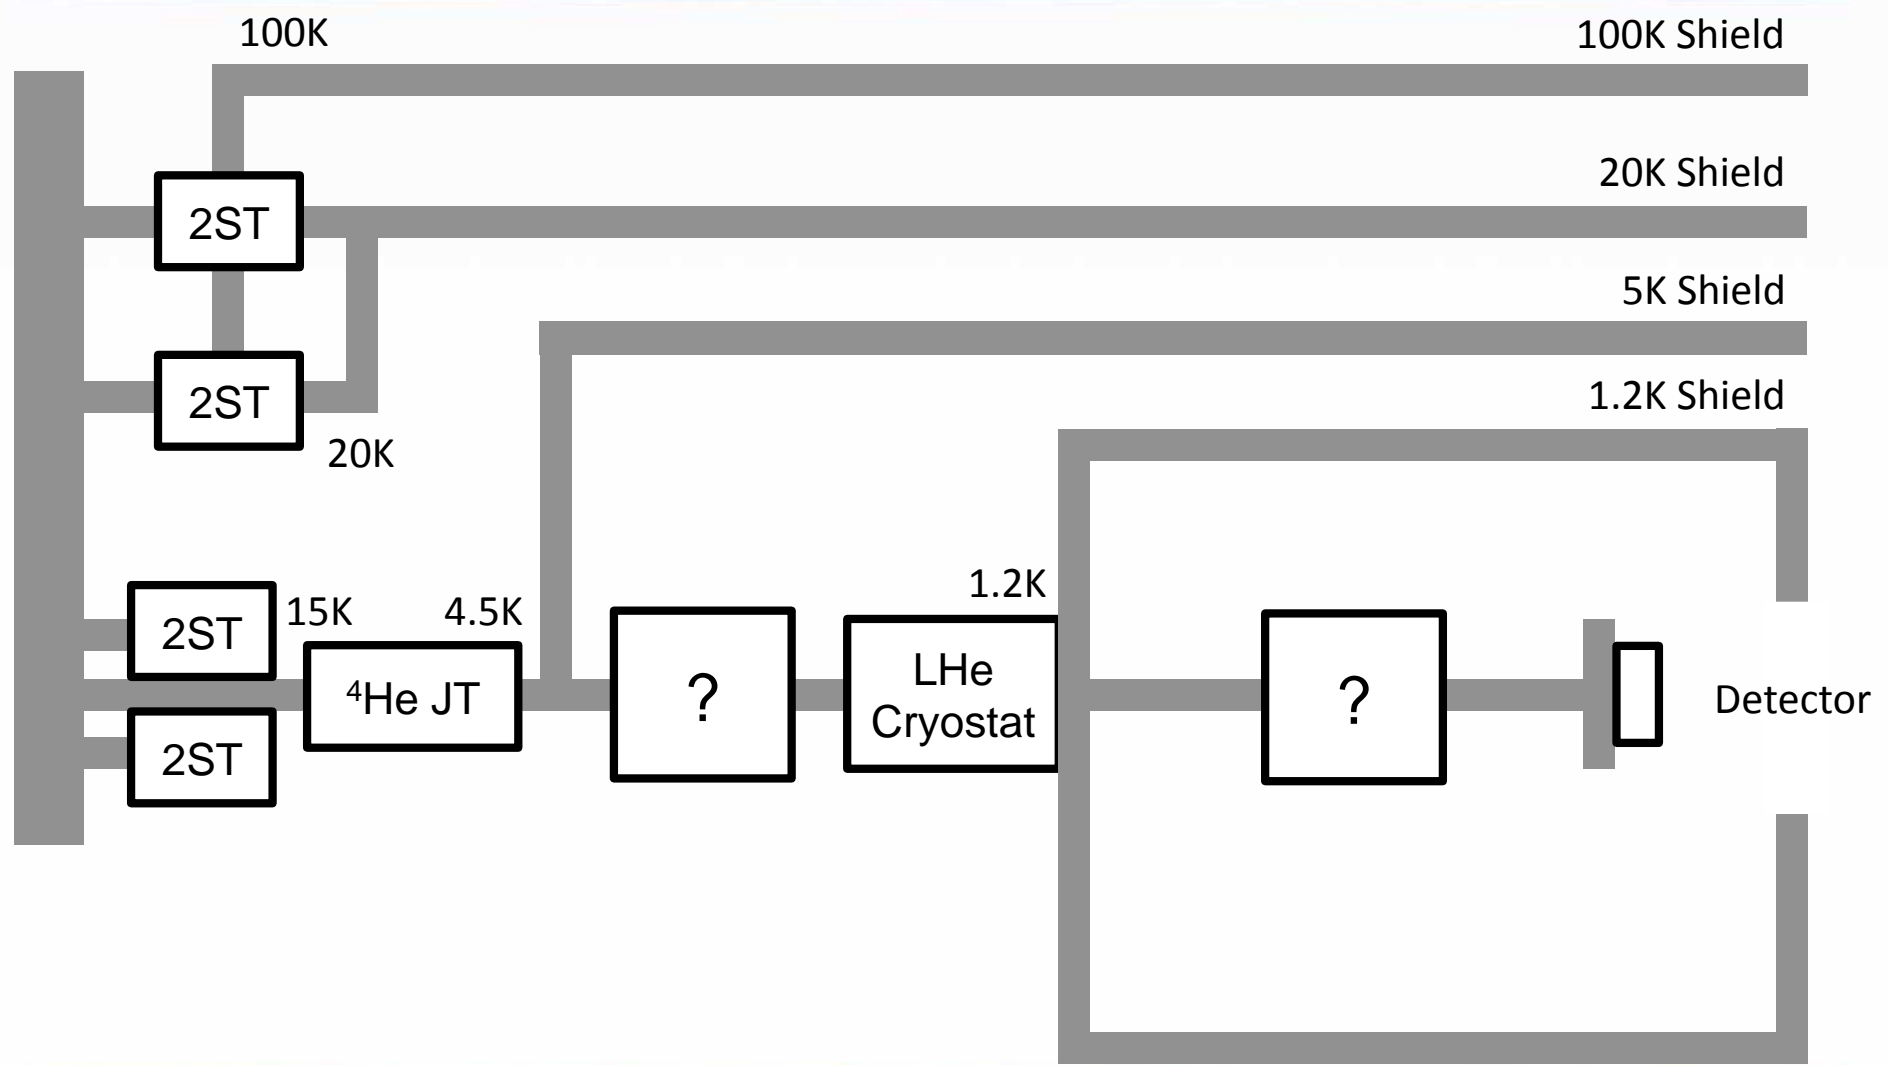 100K
100K Shield
2ST
20K Shield
5K Shield
2ST
20K
1.2K Shield
2ST
15K
4.5K
⁴He JT
2ST
?
1.2K
LHe
Cryostat
?
Detector